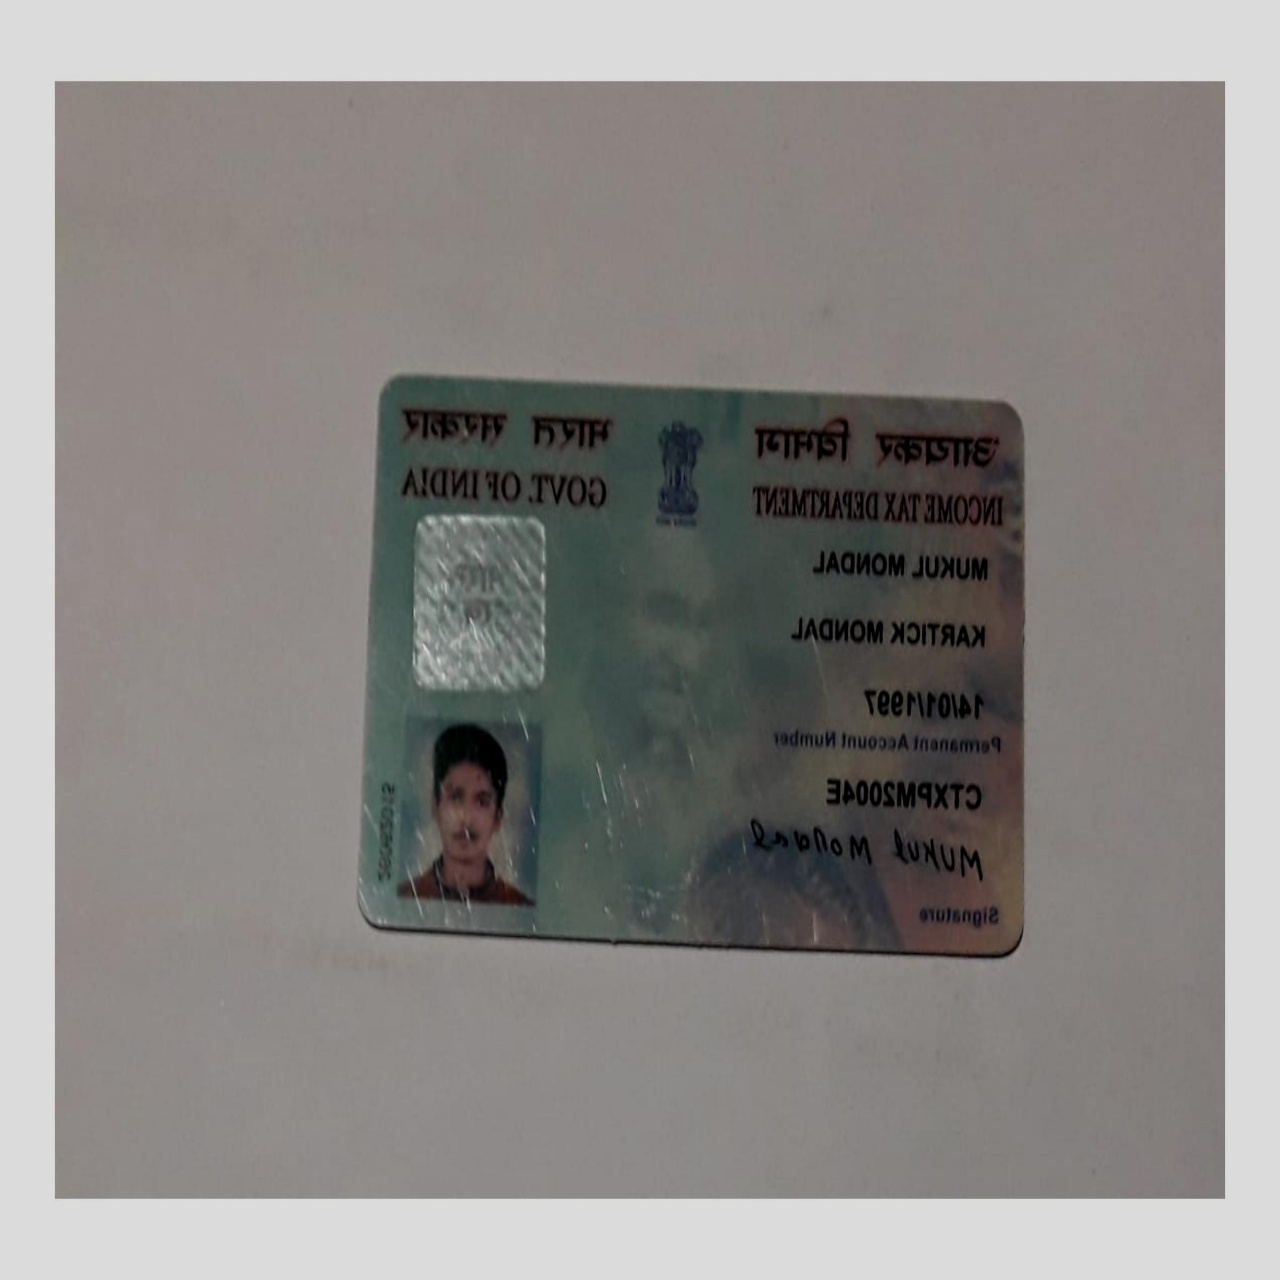 आयकर विभाग
INCOME TAX DEPARTMENT
भारत सरकार
GOVT. OF INDIA
MUKUL MONDAL
KARTICK MONDAL
14/01/1997
Permanent Account Number
CTXPM2004E
Mukul Mondal
Signature